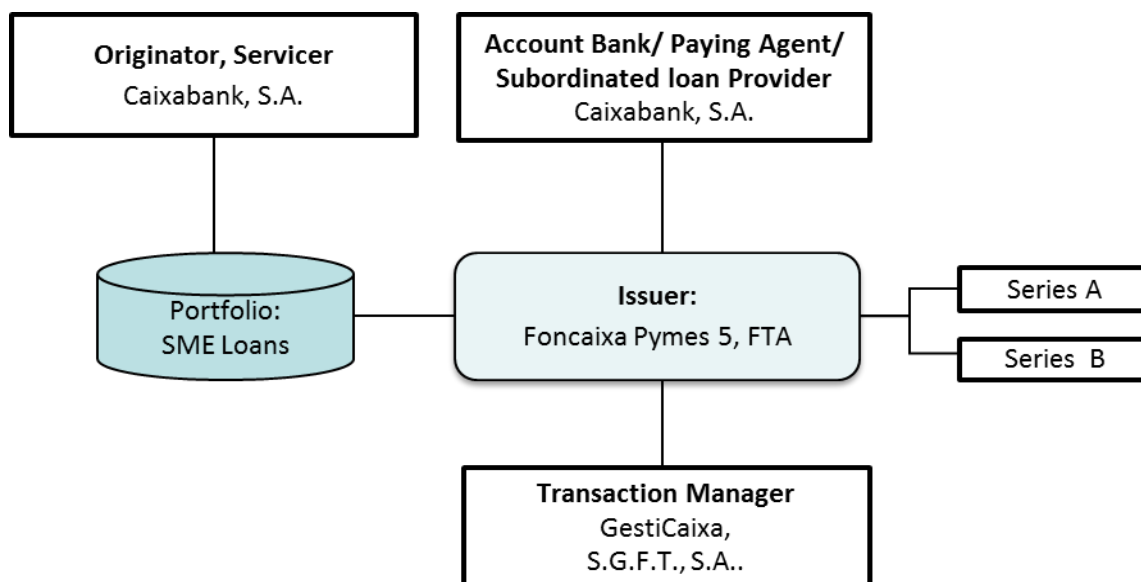 Originator, Servicer
Caixabank, S.A.
Account Bank/ Paying Agent/
Subordinated loan Provider
Caixabank, S.A.
Portfolio:
SME Loans
Issuer:
Foncaixa Pymes 5, FTA
Series A
Series B
Transaction Manager
GestiCaixa,
S.G.F.T., S.A..